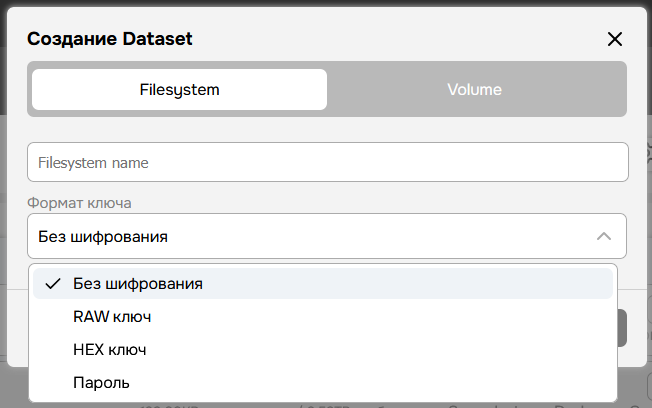 Создание Dataset
Filesystem
Volume
Filesystem name
Формат ключа
Без шифрования
Без шифрования
RAW ключ
HEX ключ
Пароль